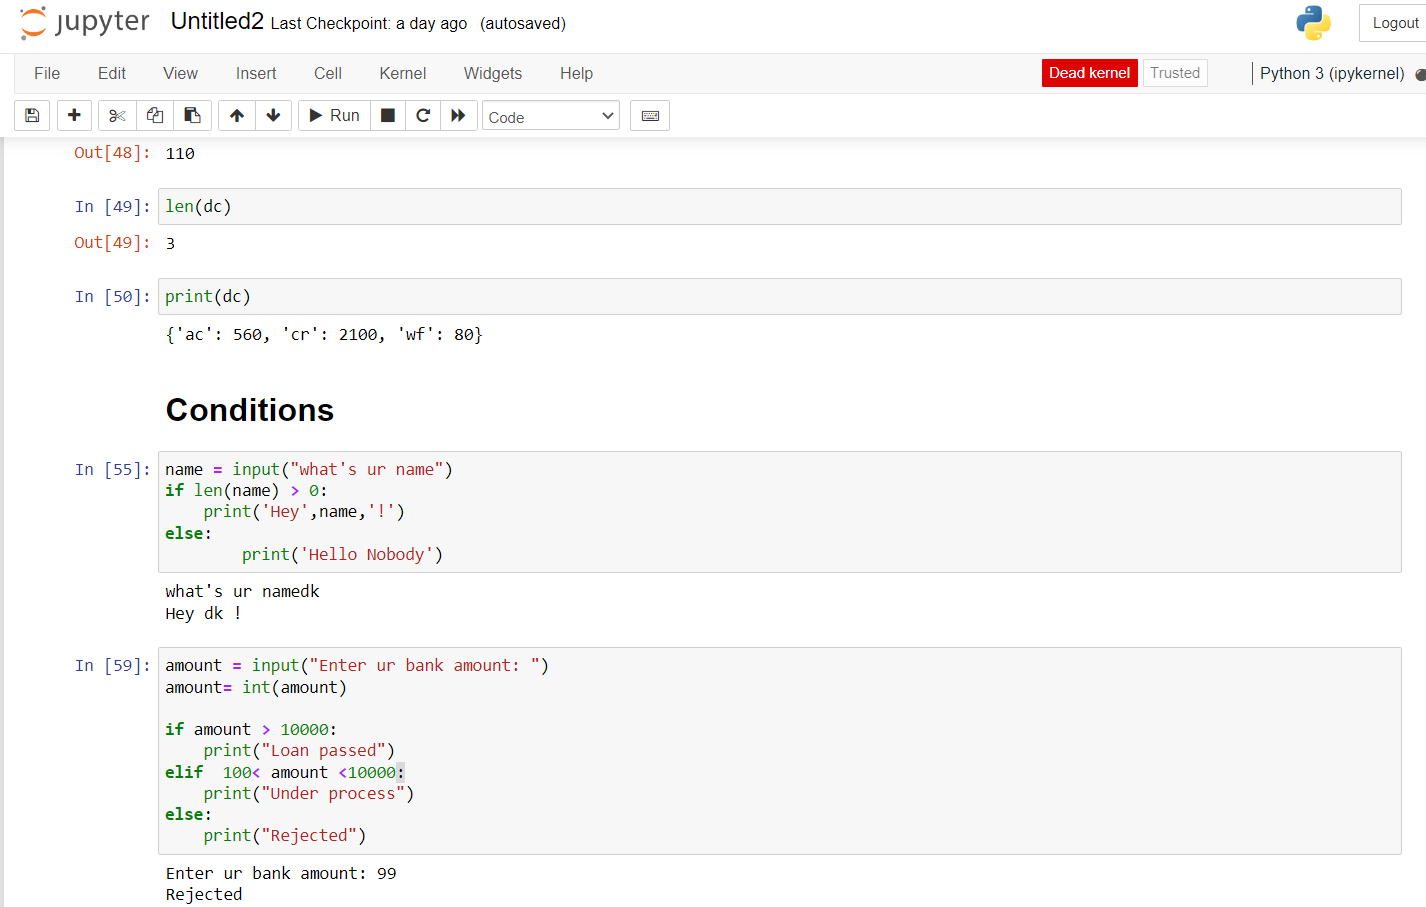 jupyter Untitled2 Last Checkpoint: a day ago (autosaved) Logout
File Edit View Insert Cell Kernel Widgets Help Dead kernel Trusted Python 3 (ipykernel)
Run Code
Out[48]: 110
In [49]: len(dc)
Out[49]: 3
In [50]: print(dc)
{'ac': 560, 'cr': 2100, 'wf': 80}
Conditions
In [55]: name = input("what's ur name")
if len(name) > 0:
    print('Hey',name,'!')
else:
        print('Hello Nobody')
what's ur namedk
Hey dk !
In [59]: amount = input("Enter ur bank amount: ")
amount= int(amount)
if amount > 10000:
    print("Loan passed")
elif  100< amount <10000:
    print("Under process")
else:
    print("Rejected")
Enter ur bank amount: 99
Rejected